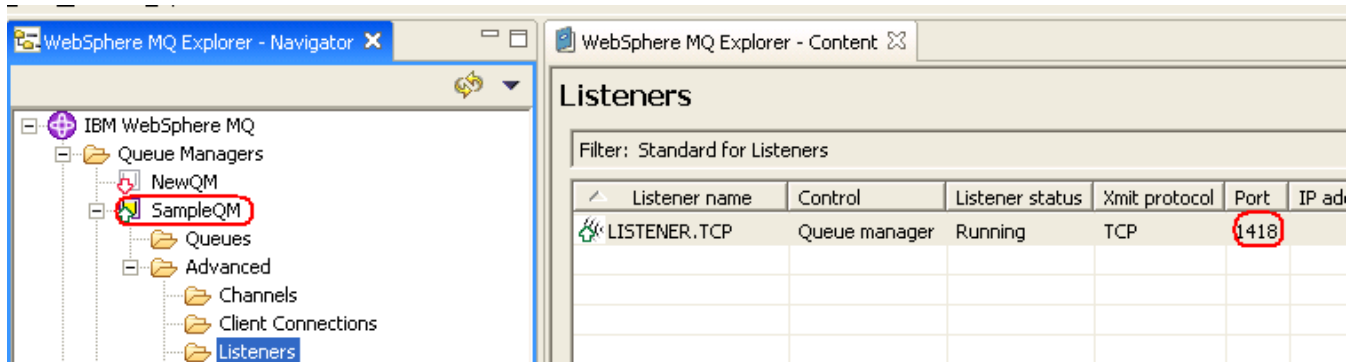 WebSphere MQ Explorer - Navigator
IBM WebSphere MQ
Queue Managers
NewQM
SampleQM
Queues
Advanced
Channels
Client Connections
Listeners
WebSphere MQ Explorer - Content
Listeners
Filter: Standard for Listeners
Listener name Control Listener status Xmit protocol Port IP add
LISTENER.TCP Queue manager Running TCP 1418